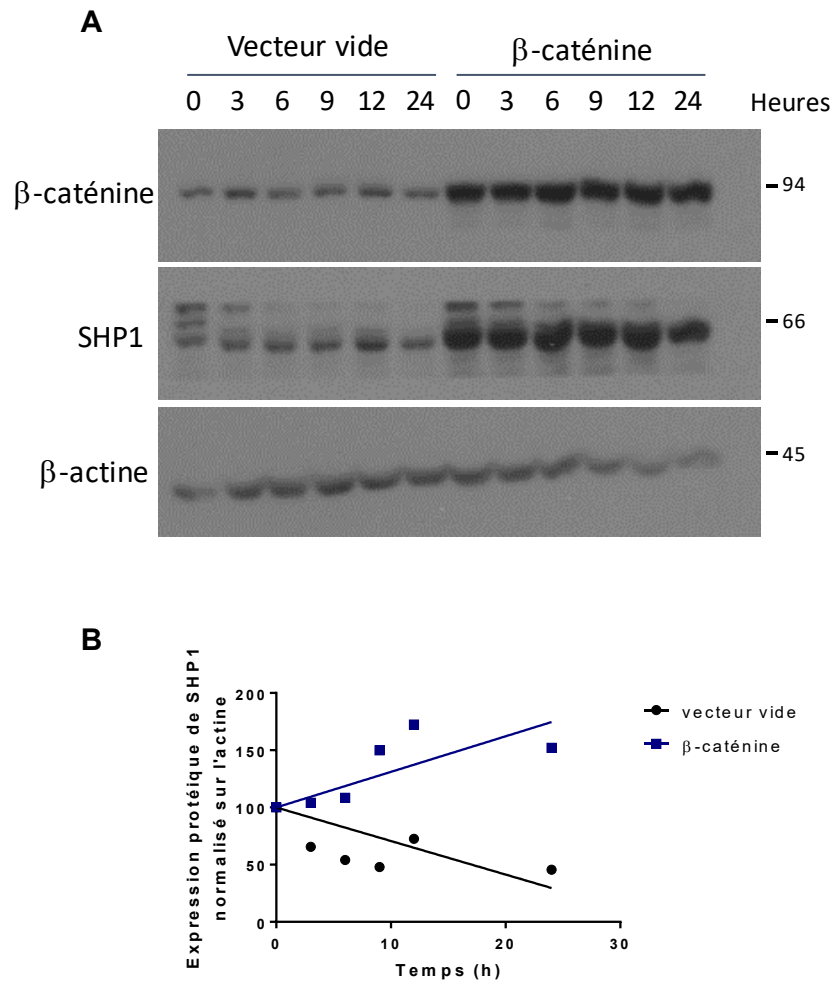 A
Vecteur vide
β-caténine
0 3 6 9 12 24 0 3 6 9 12 24 Heures
β-caténine
94
SHP1
66
β-actine
45
B
Expression protéique de SHP1
normalisé sur l'actine
200
150
100
50
0
0 10 20 30
Temps (h)
vecteur vide
β-caténine